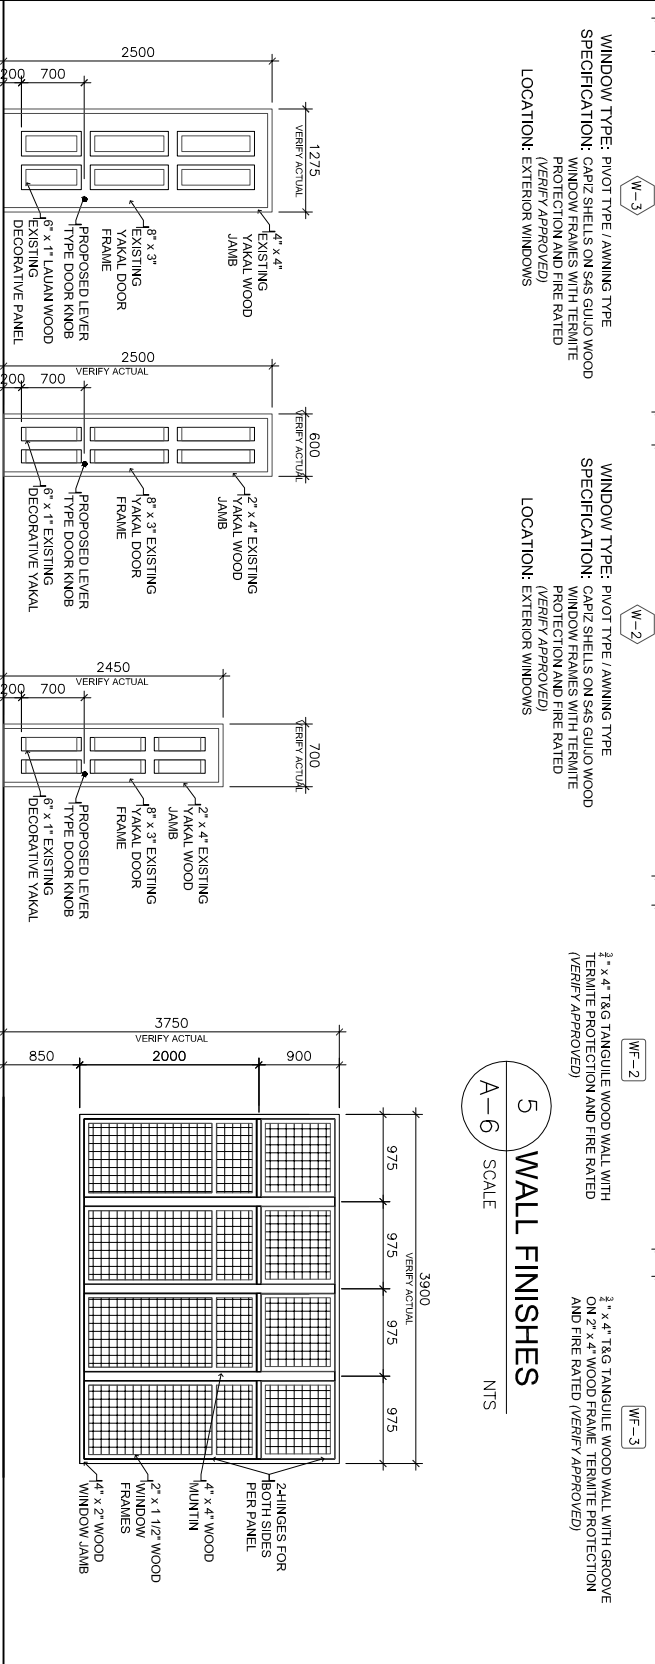 W-3
WINDOW TYPE: PIVOT TYPE / AWNING TYPE
SPECIFICATION: CAPIZ SHELLS ON S4S GUIJO WOOD
WINDOW FRAMES WITH TERMITE
PROTECTION AND FIRE RATED
(VERIFY APPROVED)
LOCATION: EXTERIOR WINDOWS
W-2
WINDOW TYPE: PIVOT TYPE / AWNING TYPE
SPECIFICATION: CAPIZ SHELLS ON S4S GUIJO WOOD
WINDOW FRAMES WITH TERMITE
PROTECTION AND FIRE RATED
(VERIFY APPROVED)
LOCATION: EXTERIOR WINDOWS
WF-2
3/4" x 4" T&G TANGUILE WOOD WALL WITH
TERMITE PROTECTION AND FIRE RATED
(VERIFY APPROVED)
WF-3
3/4" x 4" T&G TANGUILE WOOD WALL WITH GROOVE
ON 2" x 4" WOOD FRAME TERMITE PROTECTION
AND FIRE RATED (VERIFY APPROVED)
5
A-6
WALL FINISHES
SCALE
NTS
1275
VERIFY ACTUAL
2500
700
200
4" x 4"
EXISTING
YAKAL WOOD
JAMB
8" x 3"
EXISTING
YAKAL DOOR
FRAME
PROPOSED LEVER
TYPE DOOR KNOB
6" x 1" LAUAN WOOD
EXISTING
DECORATIVE PANEL
600
VERIFY ACTUAL
2500
VERIFY ACTUAL
700
200
2" x 4" EXISTING
YAKAL WOOD
JAMB
8" x 3" EXISTING
YAKAL DOOR
FRAME
PROPOSED LEVER
TYPE DOOR KNOB
6" x 1" EXISTING
DECORATIVE YAKAL
700
VERIFY ACTUAL
2450
VERIFY ACTUAL
700
200
2" x 4" EXISTING
YAKAL WOOD
JAMB
8" x 3" EXISTING
YAKAL DOOR
FRAME
PROPOSED LEVER
TYPE DOOR KNOB
6" x 1" EXISTING
DECORATIVE YAKAL
3900
VERIFY ACTUAL
975
975
975
975
3750
VERIFY ACTUAL
900
2000
850
2-HINGES FOR
BOTH SIDES
PER PANEL
4" x 4" WOOD
MUNTIN
2" x 1 1/2" WOOD
WINDOW
FRAMES
4" x 2" WOOD
WINDOW JAMB